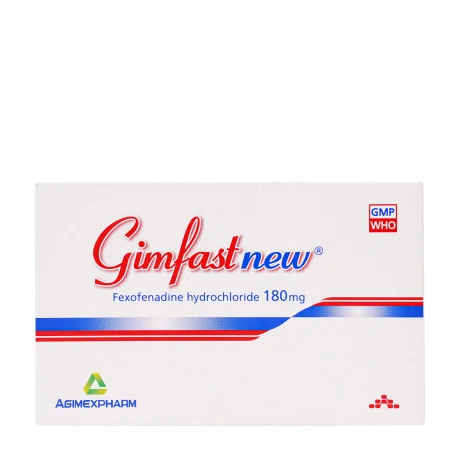 GMP
WHO
Gimfastnew®
Fexofenadine hydrochloride 180mg
AGIMEXPHARM